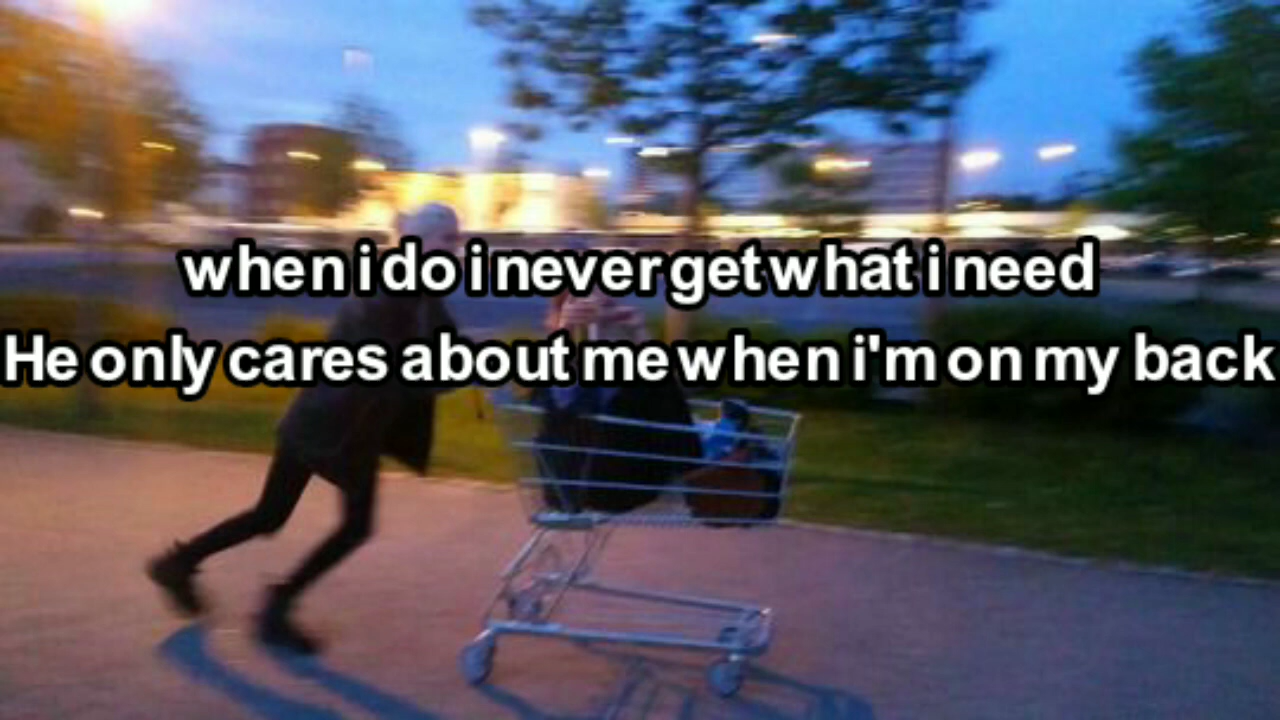 when i do i never get what i need
He only cares about me when i'm on my back